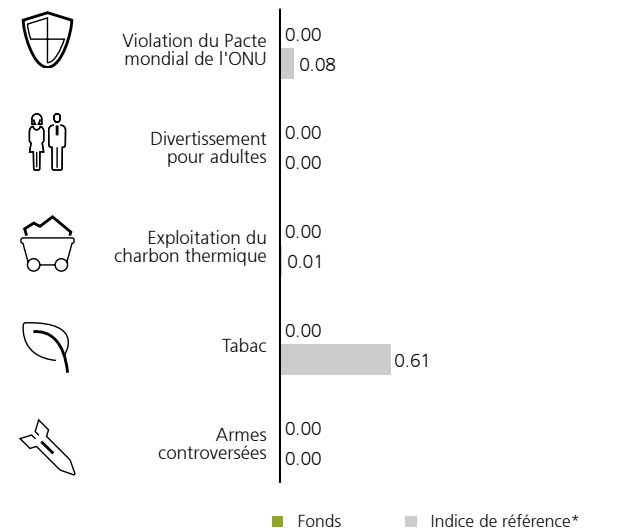 Violation du Pacte
mondial de l'ONU
0.00
0.08
Divertissement
pour adultes
0.00
0.00
Exploitation du
charbon thermique
0.00
0.01
Tabac
0.00
0.61
Armes
controversées
0.00
0.00
Fonds
Indice de référence*